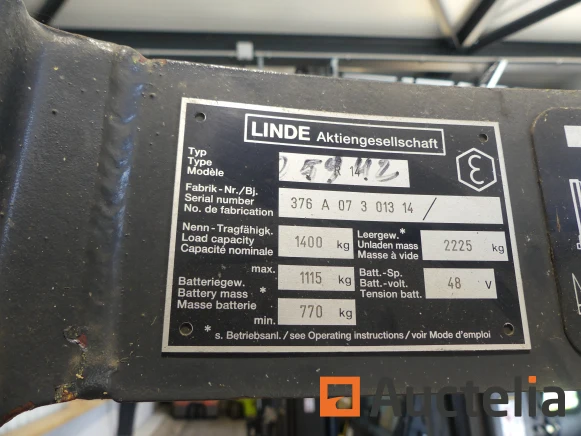 LINDE Aktiengesellschaft
Typ
Type
Modèle
14
Fabrik-Nr./Bj.
Serial number
No. de fabrication
376 A 07 3 013 14 /
Nenn-Tragfähigk.
Load capacity
Capacité nominale
1400 kg
Leergew.*
Unladen mass
Masse à vide
2225 kg
Batteriegew.
Battery mass *
Masse batterie
max.
1115 kg
min.
770 kg
Batt.-Sp.
Batt.-volt.
Tension batt.
48 V
* s. Betriebsanl./see Operating instructions/voir Mode d'emploi
Auctelia